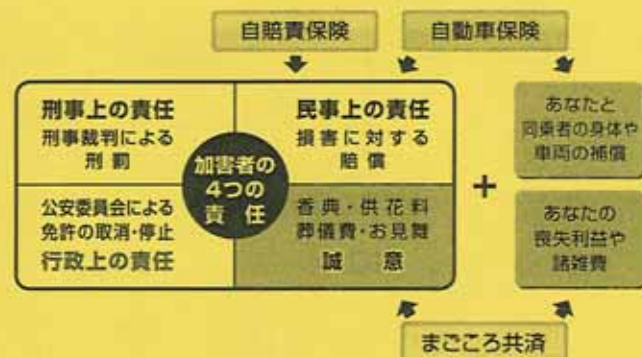 自賠責保険
自動車保険
刑事上の責任
刑事裁判による
刑罰
民事上の責任
損害に対する
賠償
加害者の
4つの
責任
公安委員会による
免許の取消・停止
行政上の責任
香典・供花料
葬儀費・お見舞
誠意
+
あなたと
同乗者の身体や
車両の補償
あなたの
喪失利益や
諸雑費
まごころ共済